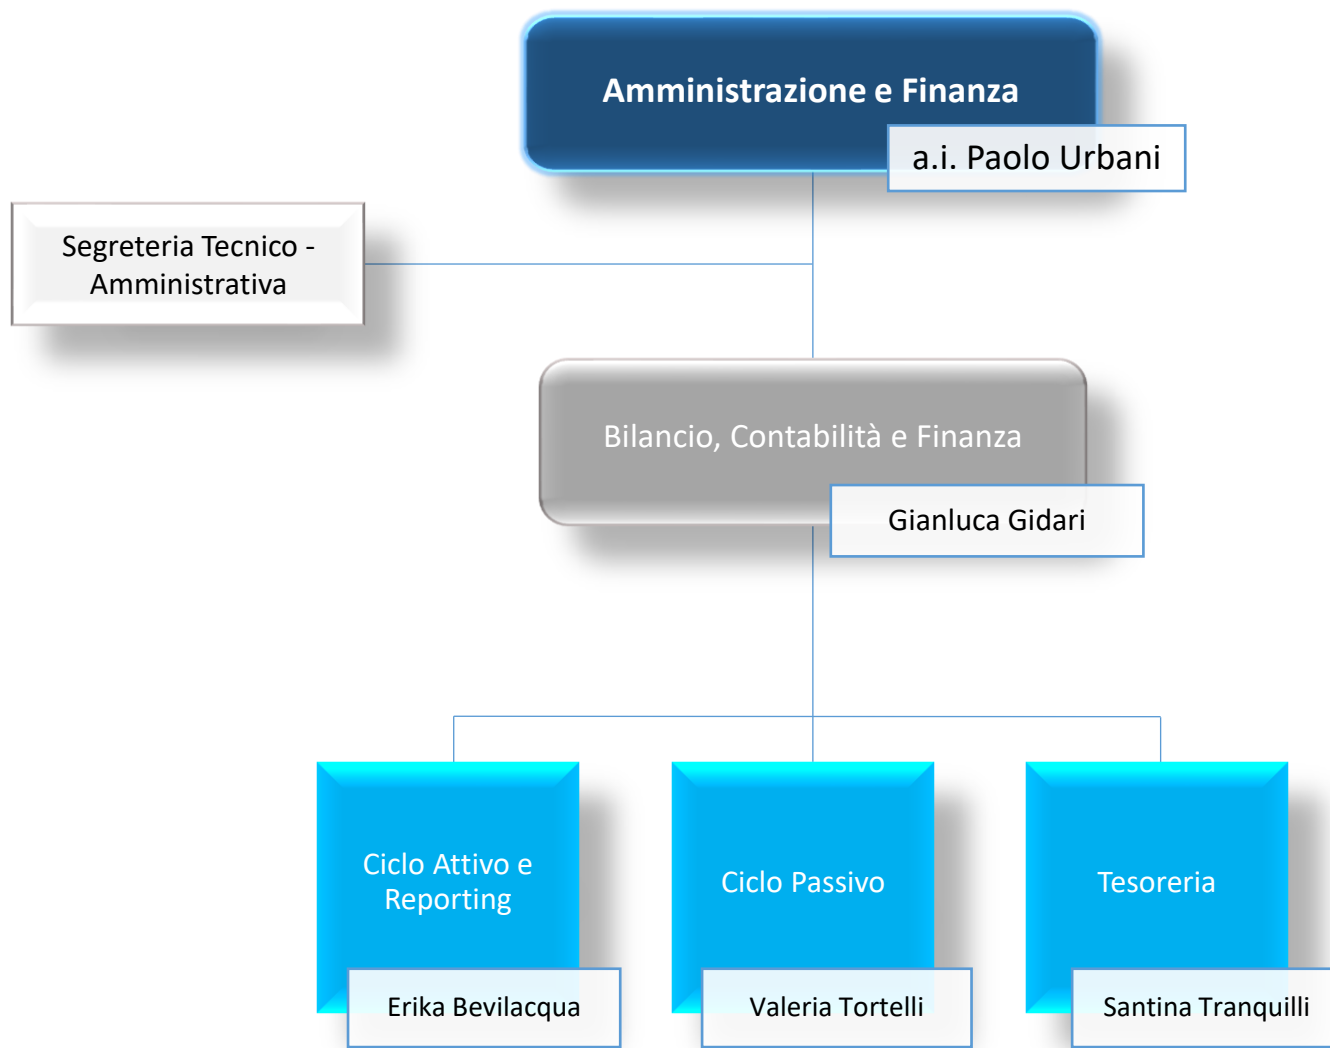 Amministrazione e Finanza
a.i. Paolo Urbani
Segreteria Tecnico -
Amministrativa
Bilancio, Contabilità e Finanza
Gianluca Gidari
Ciclo Attivo e
Reporting
Erika Bevilacqua
Ciclo Passivo
Valeria Tortelli
Tesoreria
Santina Tranquilli